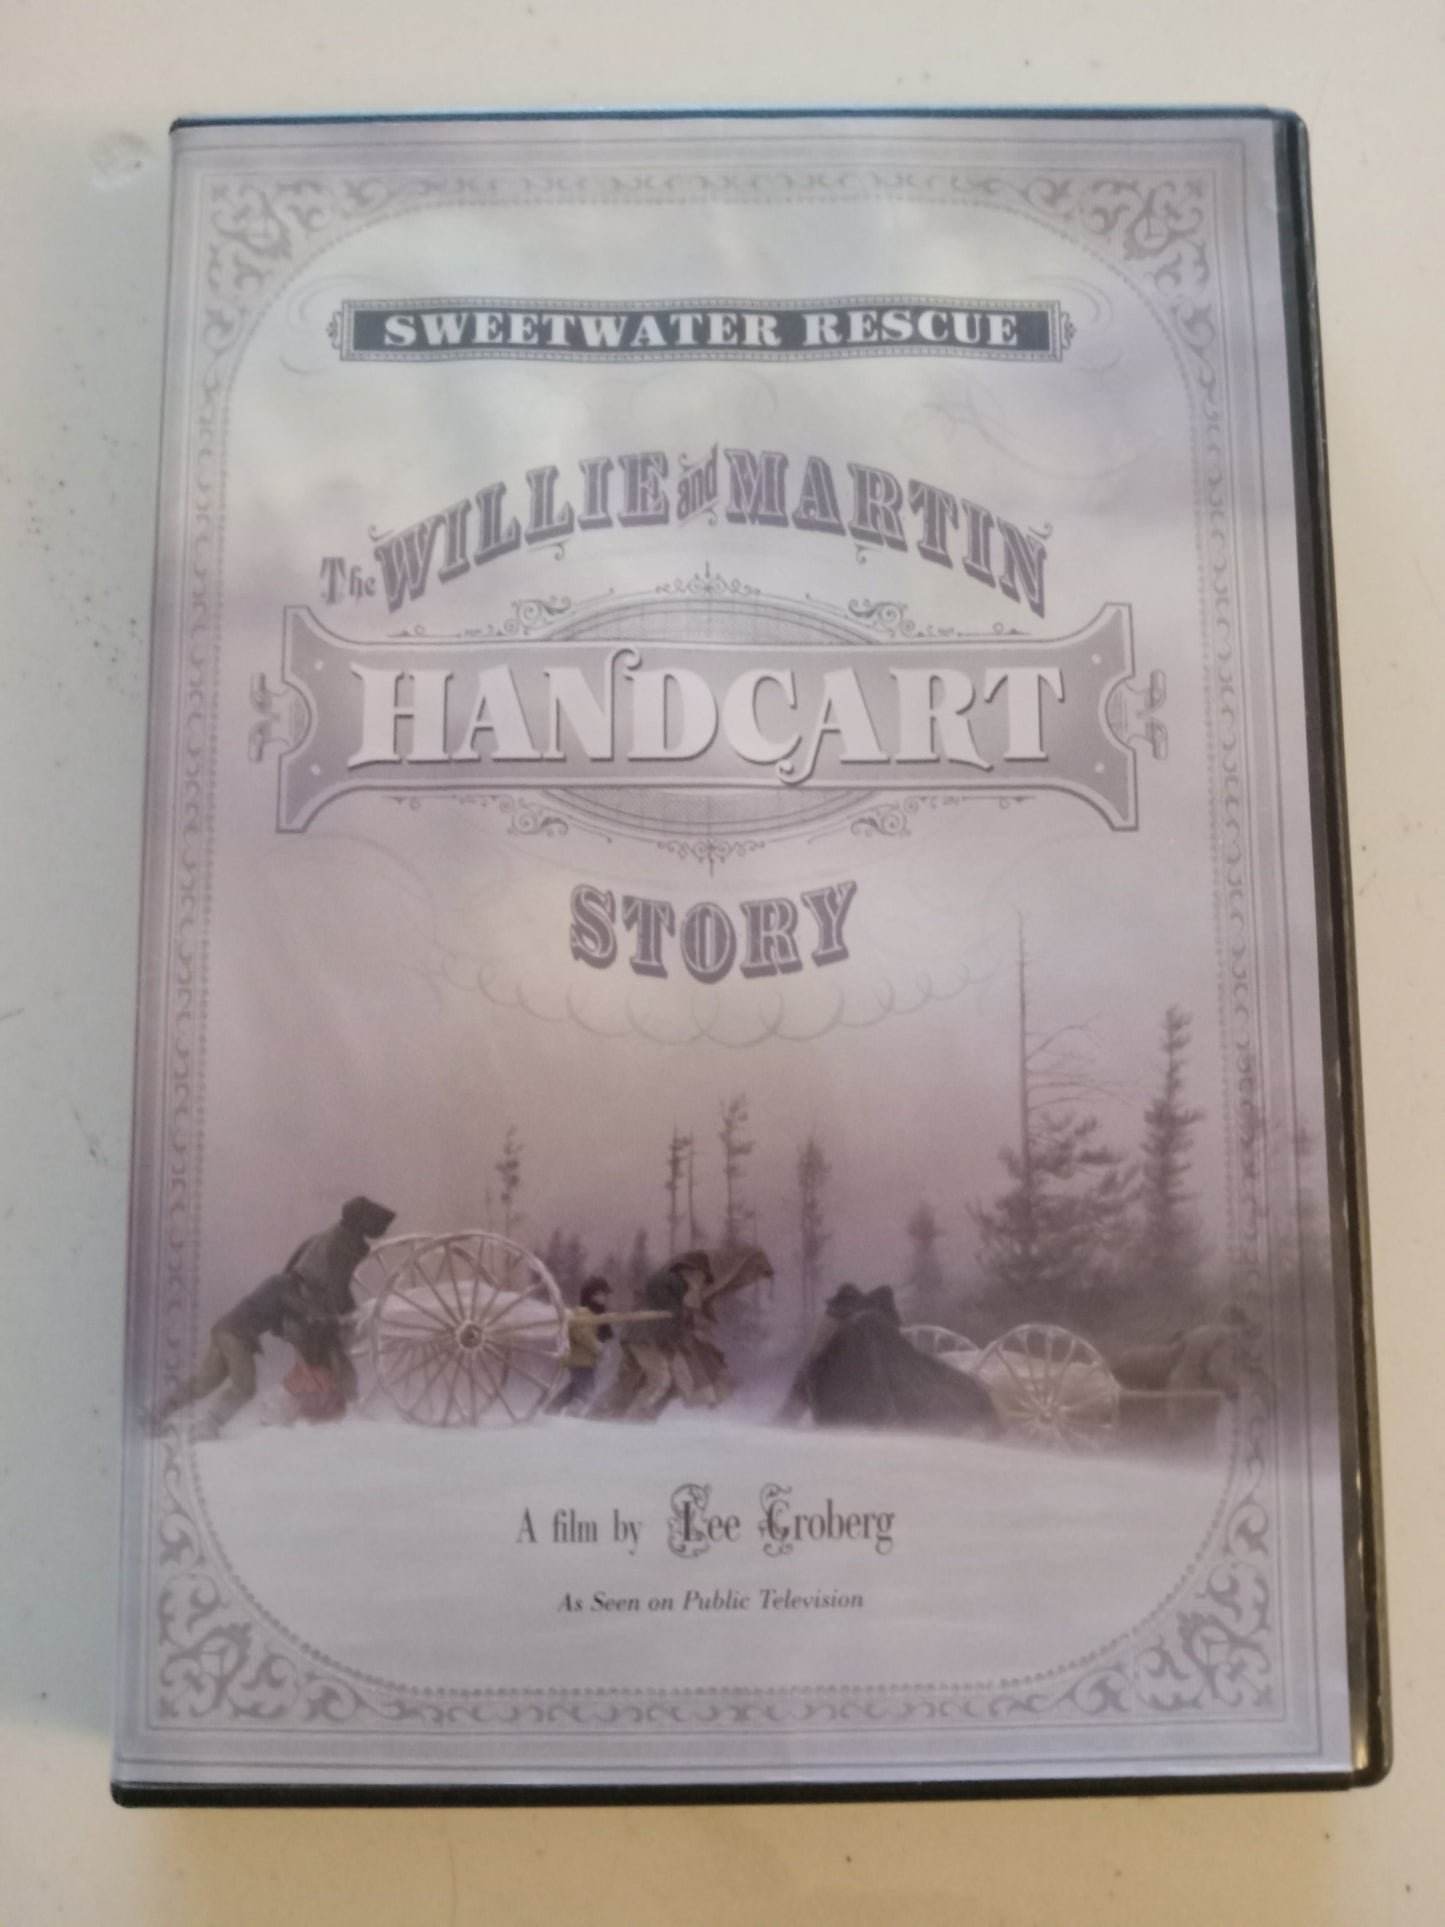 SWEETWATER RESCUE
The WILLIE and MARTIN
HANDCART
STORY
A film by Lee Groberg
As Seen on Public Television